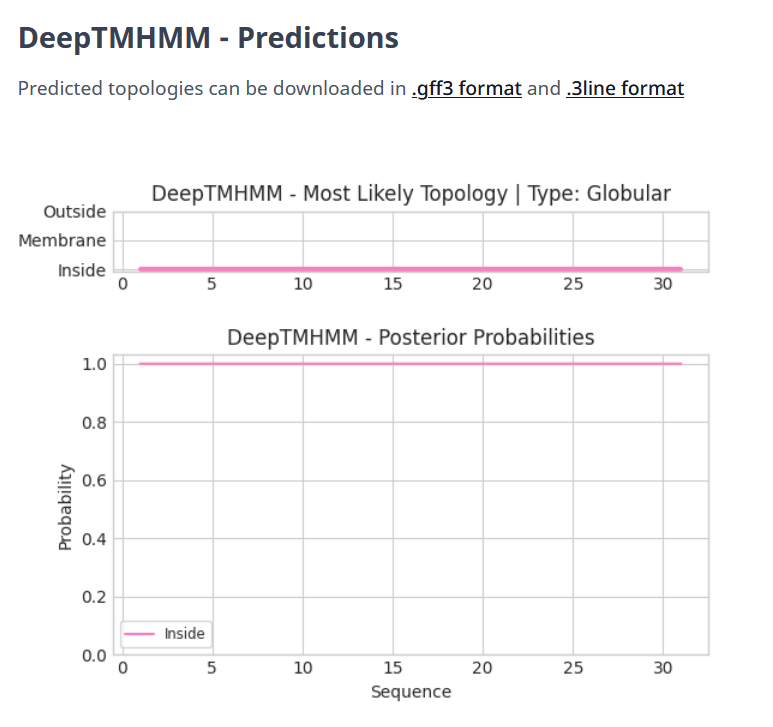 DeepTMHMM - Predictions
Predicted topologies can be downloaded in .gff3 format and .3line format
DeepTMHMM - Most Likely Topology | Type: Globular
Outside
Membrane
Inside
0 5 10 15 20 25 30
DeepTMHMM - Posterior Probabilities
1.0
0.8
0.6
0.4
0.2
0.0
Probability
Inside
0 5 10 15 20 25 30
Sequence